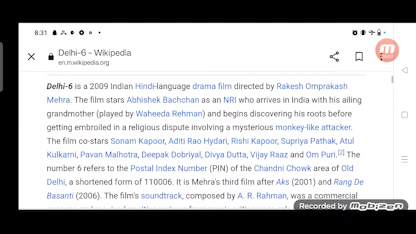 8:31
Delhi-6 - Wikipedia
en.m.wikipedia.org
Delhi-6 is a 2009 Indian Hindi-language drama film directed by Rakesh Omprakash
Mehra. The film stars Abhishek Bachchan as an NRI who arrives in India with his ailing
grandmother (played by Waheeda Rehman) and begins discovering his roots before
getting embroiled in a religious dispute involving a mysterious monkey-like attacker.
The film co-stars Sonam Kapoor, Aditi Rao Hydari, Rishi Kapoor, Supriya Pathak, Atul
Kulkarni, Pavan Malhotra, Deepak Dobriyal, Divya Dutta, Vijay Raaz and Om Puri.[2] The
number 6 refers to the Postal Index Number (PIN) of the Chandni Chowk area of Old
Delhi, a shortened form of 110006. It is Mehra's third film after Aks (2001) and Rang De
Basanti (2006). The film's soundtrack, composed by A. R. Rahman, was a commercial
Recorded by Mobizen